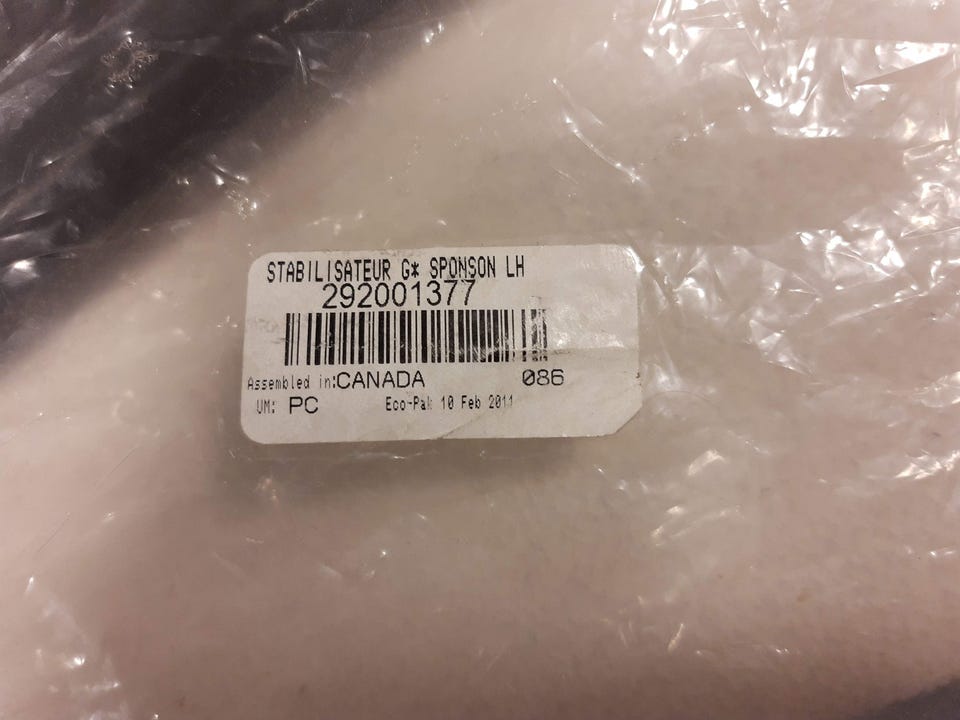 STABILISATEUR G* SPONSON LH
292001377
Assembled in:CANADA 086
UM: PC Eco-Pak 10 Feb 2011